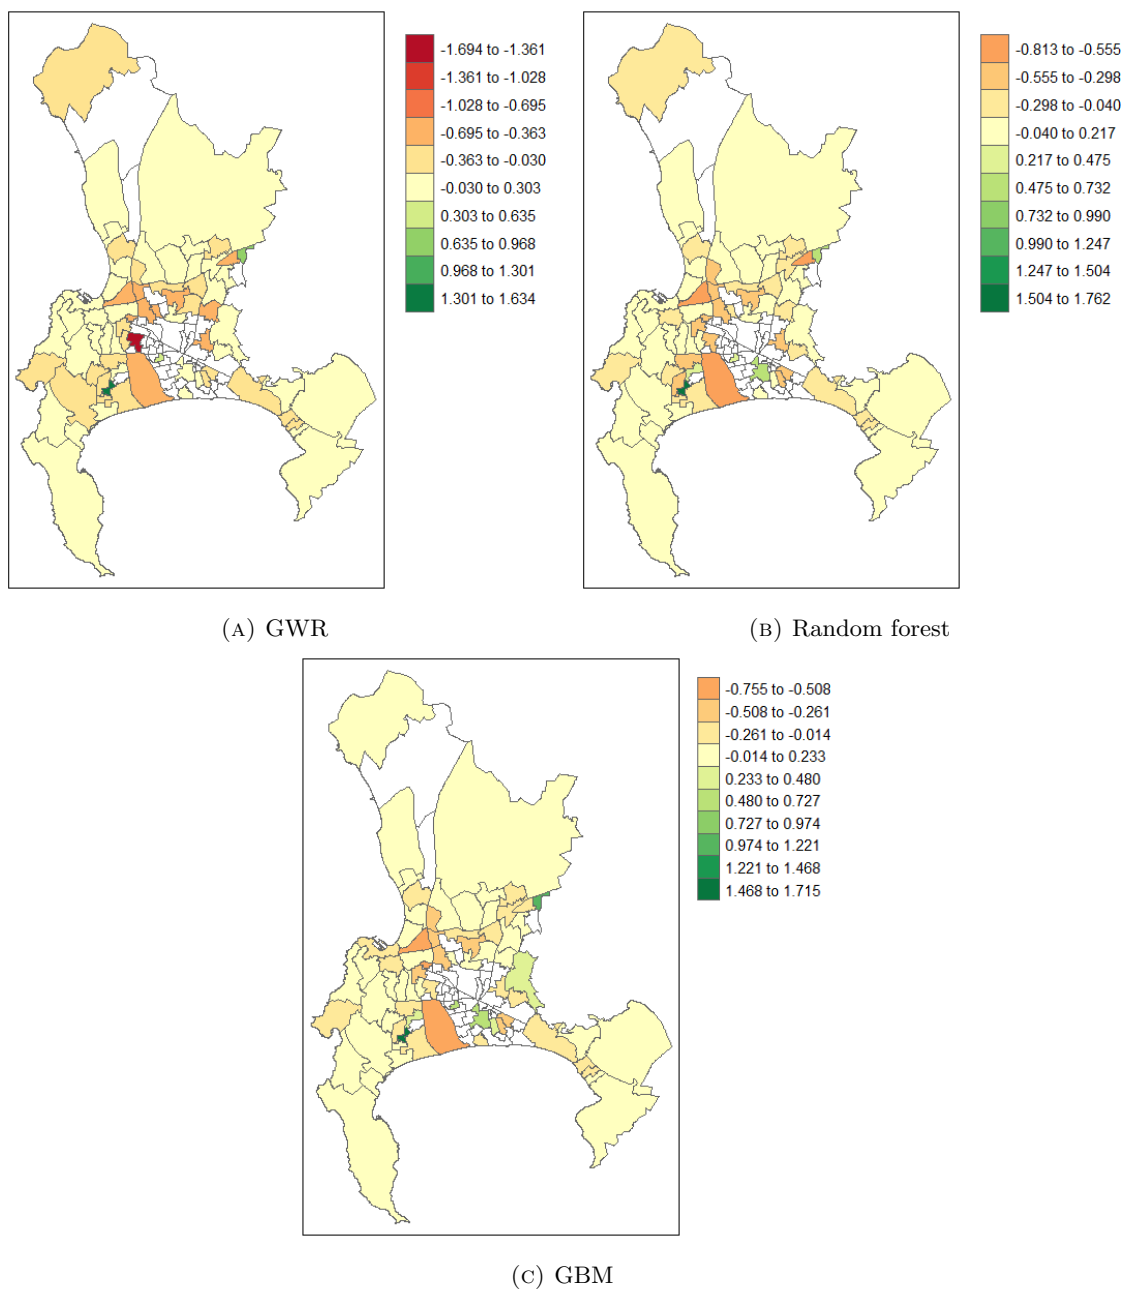 -1.694 to -1.361
-1.361 to -1.028
-1.028 to -0.695
-0.695 to -0.363
-0.363 to -0.030
-0.030 to 0.303
0.303 to 0.635
0.635 to 0.968
0.968 to 1.301
1.301 to 1.634
-0.813 to -0.555
-0.555 to -0.298
-0.298 to -0.040
-0.040 to 0.217
0.217 to 0.475
0.475 to 0.732
0.732 to 0.990
0.990 to 1.247
1.247 to 1.504
1.504 to 1.762
(A) GWR
(B) Random forest
-0.755 to -0.508
-0.508 to -0.261
-0.261 to -0.014
-0.014 to 0.233
0.233 to 0.480
0.480 to 0.727
0.727 to 0.974
0.974 to 1.221
1.221 to 1.468
1.468 to 1.715
(C) GBM